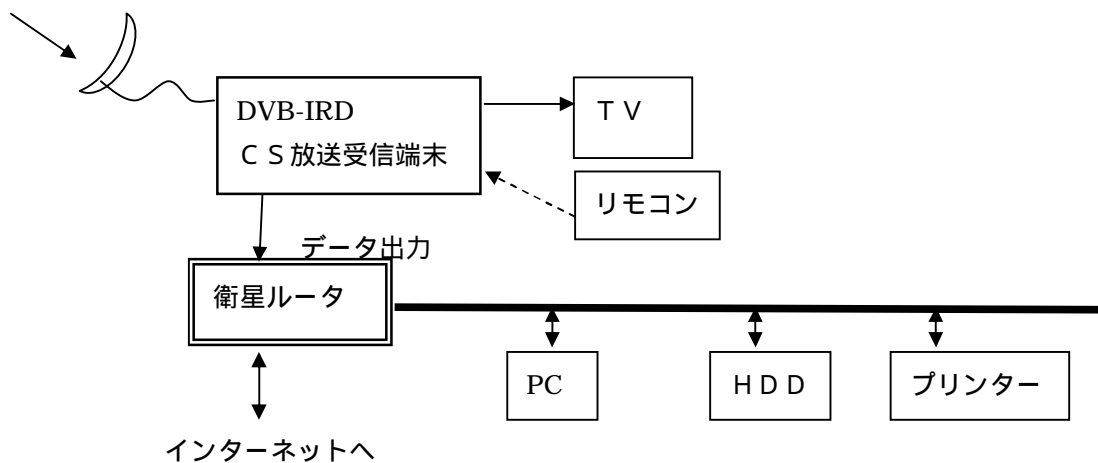 DVB-IRD
ＣＳ放送受信端末
ＴＶ
リモコン
データ出力
衛星ルータ
PC
ＨＤＤ
プリンター
インターネットへ